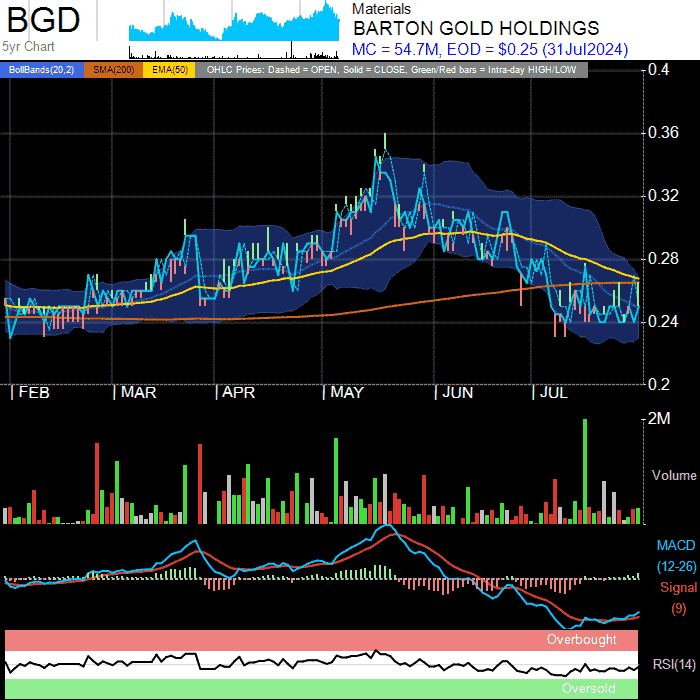 BGD
5yr Chart
Materials
BARTON GOLD HOLDINGS
MC = 54.7M, EOD = $0.25 (31Jul2024)
BollBands(20,2) SMA(200) EMA(50) OHLC Prices: Dashed = OPEN, Solid = CLOSE, Green/Red bars = Intra-day HIGH/LOW
0.4
0.36
0.32
0.28
0.24
0.2
FEB MAR APR MAY JUN JUL
2M
Volume
MACD
(12-26)
Signal
(9)
Overbought
RSI(14)
Oversold